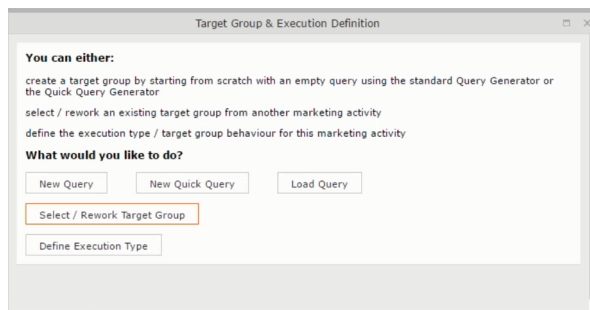 Target Group & Execution Definition
You can either:
create a target group by starting from scratch with an empty query using the standard Query Generator or
the Quick Query Generator
select / rework an existing target group from another marketing activity
define the execution type / target group behaviour for this marketing activity
What would you like to do?
New Query New Quick Query Load Query
Select / Rework Target Group
Define Execution Type